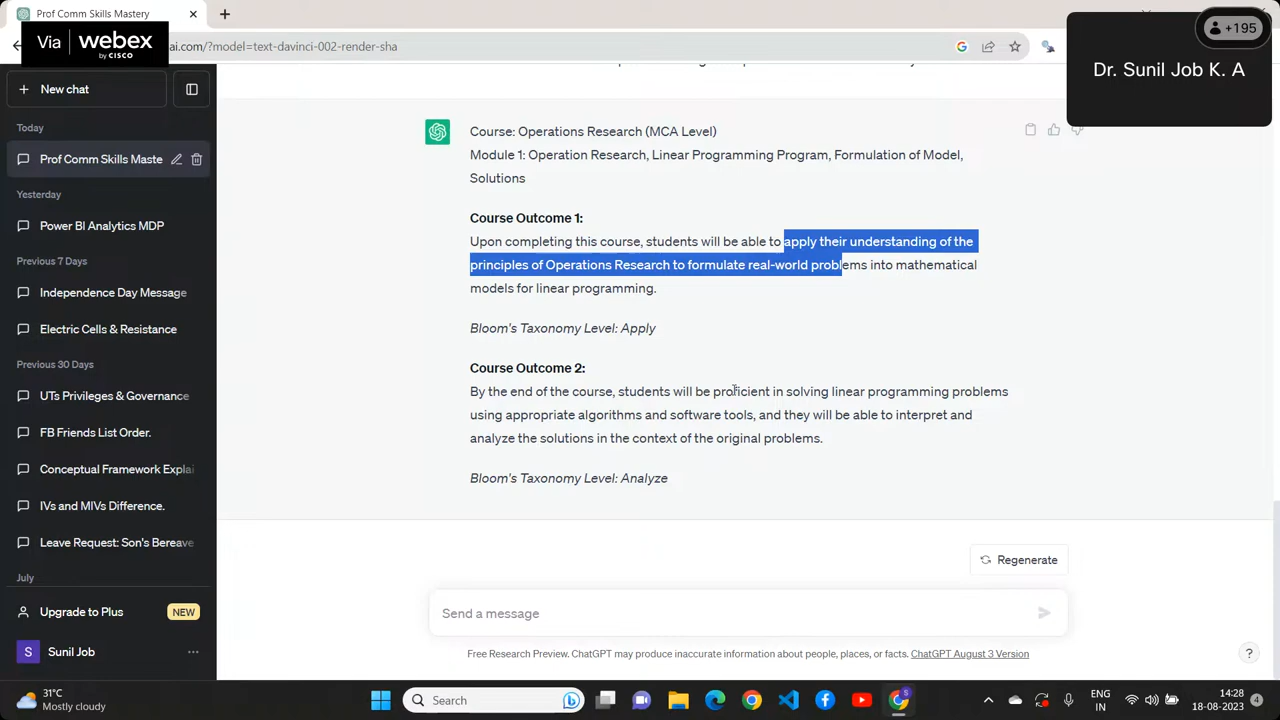 Prof Comm Skills Mastery
Via webex
by CISCO
ai.com/?model=text-davinci-002-render-sha
+195
Dr. Sunil Job K. A
New chat
Today
Prof Comm Skills Maste
Yesterday
Power BI Analytics MDP
Previous 7 Days
Independence Day Message
Electric Cells & Resistance
Previous 30 Days
UTs Privileges & Governance
FB Friends List Order.
Conceptual Framework Explai
IVs and MIVs Difference.
Leave Request: Son's Bereave
July
Upgrade to Plus NEW
S Sunil Job
Course: Operations Research (MCA Level)
Module 1: Operation Research, Linear Programming Program, Formulation of Model,
Solutions
Course Outcome 1:
Upon completing this course, students will be able to apply their understanding of the
principles of Operations Research to formulate real-world problems into mathematical
models for linear programming.
Bloom's Taxonomy Level: Apply
Course Outcome 2:
By the end of the course, students will be proficient in solving linear programming problems
using appropriate algorithms and software tools, and they will be able to interpret and
analyze the solutions in the context of the original problems.
Bloom's Taxonomy Level: Analyze
Regenerate
Send a message
Free Research Preview. ChatGPT may produce inaccurate information about people, places, or facts. ChatGPT August 3 Version
?
31°C
Mostly cloudy
Search
ENG
IN
14:28
18-08-2023
4